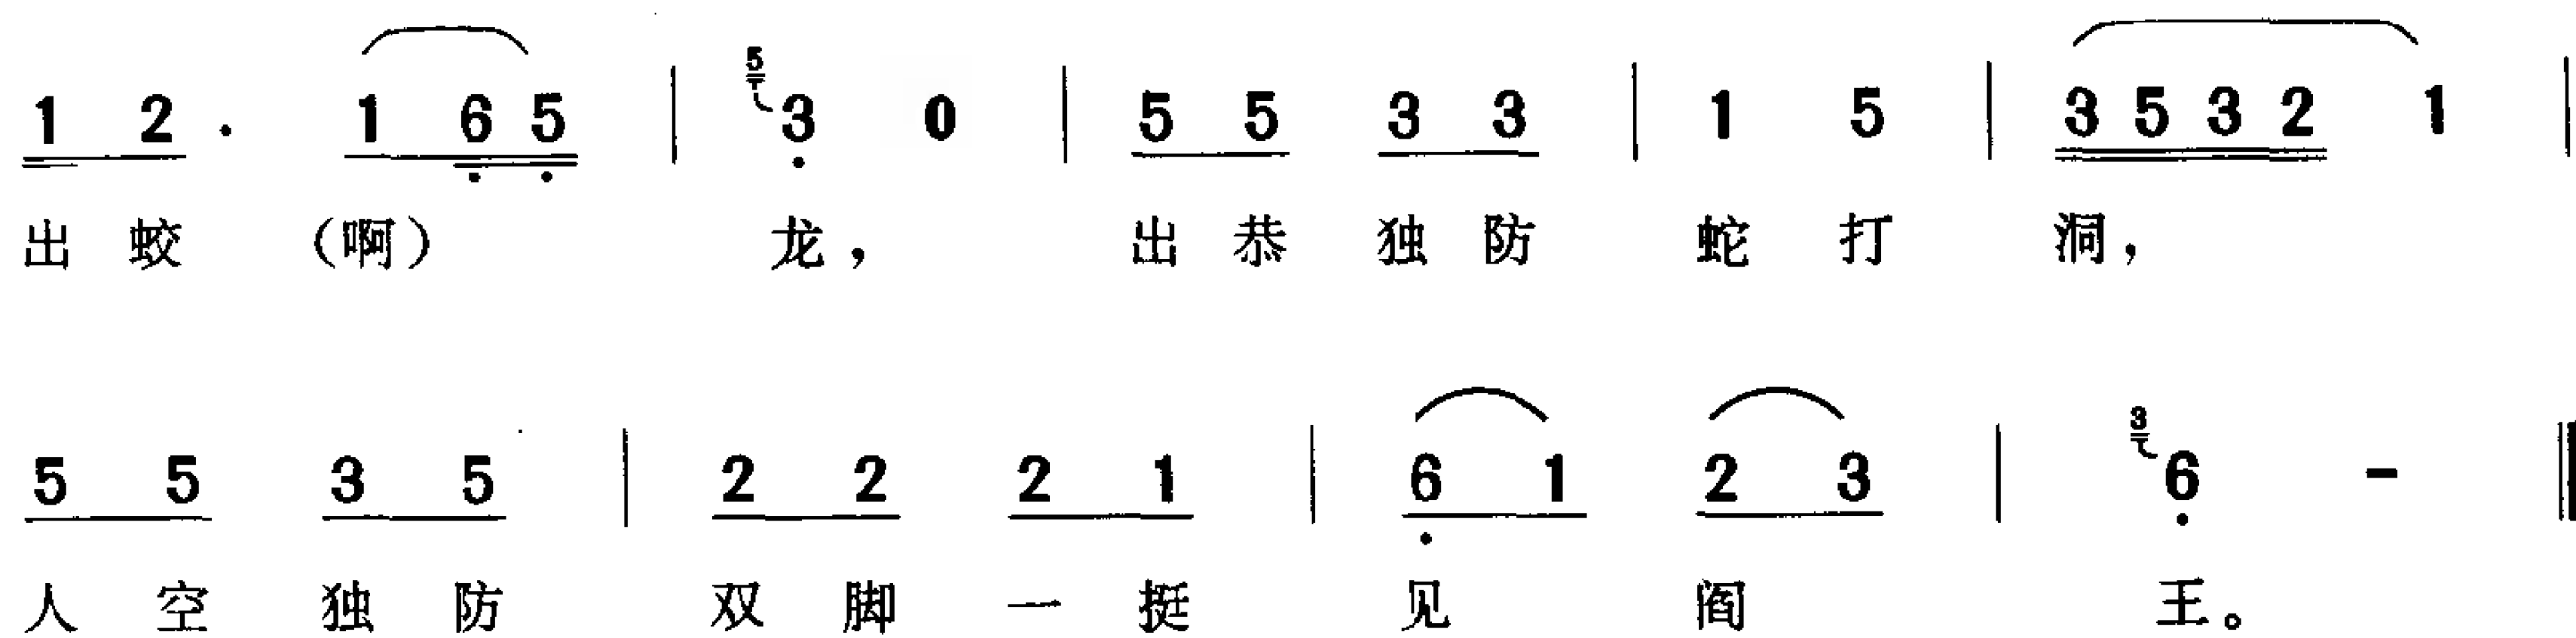 1 2 · 1 6 5 | 5 3 0 | 5 5 3 3 | 1 5 | 3 5 3 2 1 |
出 蛟 （啊） 龙， 出 恭 独 防 蛇 打 洞，
5 5 3 5 | 2 2 2 1 | 6 1 2 3 | 3 6 - ‖
人 空 独 防 双 脚 一 挺 见 阎 王。